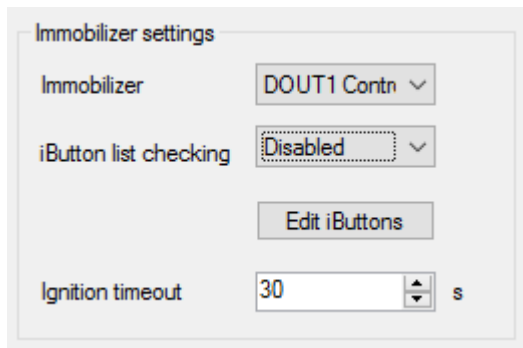 Immobilizer settings
Immobilizer DOUT1 Contr
iButton list checking Disabled
Edit iButtons
Ignition timeout 30 s